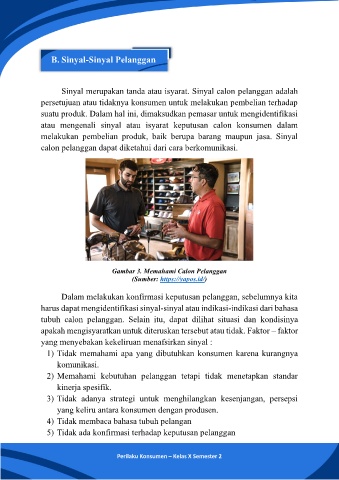 B. Sinyal-Sinyal Pelanggan
Sinyal merupakan tanda atau isyarat. Sinyal calon pelanggan adalah
persetujuan atau tidaknya konsumen untuk melakukan pembelian terhadap
suatu produk. Dalam hal ini, dimaksudkan pemasar untuk mengidentifikasi
atau mengenali sinyal atau isyarat keputusan calon konsumen dalam
melakukan pembelian produk, baik berupa barang maupun jasa. Sinyal
calon pelanggan dapat diketahui dari cara berkomunikasi.
Gambar 3. Memahami Calon Pelanggan
(Sumber: https://vapos.id/)
Dalam melakukan konfirmasi keputusan pelanggan, sebelumnya kita
harus dapat mengidentifikasi sinyal-sinyal atau indikasi-indikasi dari bahasa
tubuh calon pelanggan. Selain itu, dapat dilihat situasi dan kondisinya
apakah mengisyaratkan untuk diteruskan tersebut atau tidak. Faktor – faktor
yang menyebakan kekeliruan menafsirkan sinyal :
1) Tidak memahami apa yang dibutuhkan konsumen karena kurangnya
komunikasi.
2) Memahami kebutuhan pelanggan tetapi tidak menetapkan standar
kinerja spesifik.
3) Tidak adanya strategi untuk menghilangkan kesenjangan, persepsi
yang keliru antara konsumen dengan produsen.
4) Tidak membaca bahasa tubuh pelangan
5) Tidak ada konfirmasi terhadap keputusan pelanggan
Perilaku Konsumen – Kelas X Semester 2